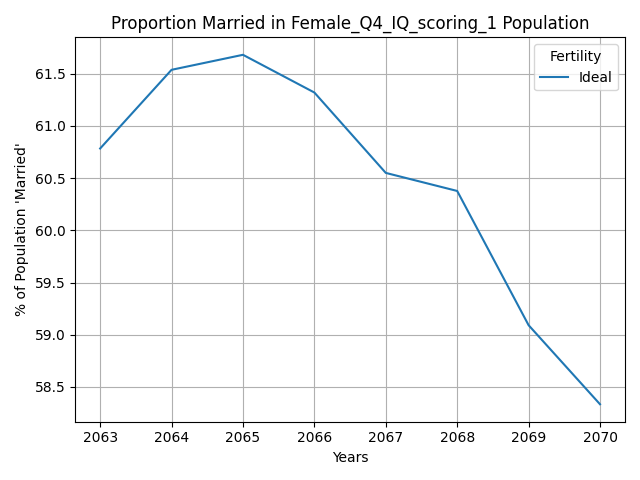 Proportion Married in Female_Q4_IQ_scoring_1 Population
Fertility
Ideal
% of Population 'Married'
61.5
61.0
60.5
60.0
59.5
59.0
58.5
2063 2064 2065 2066 2067 2068 2069 2070
Years